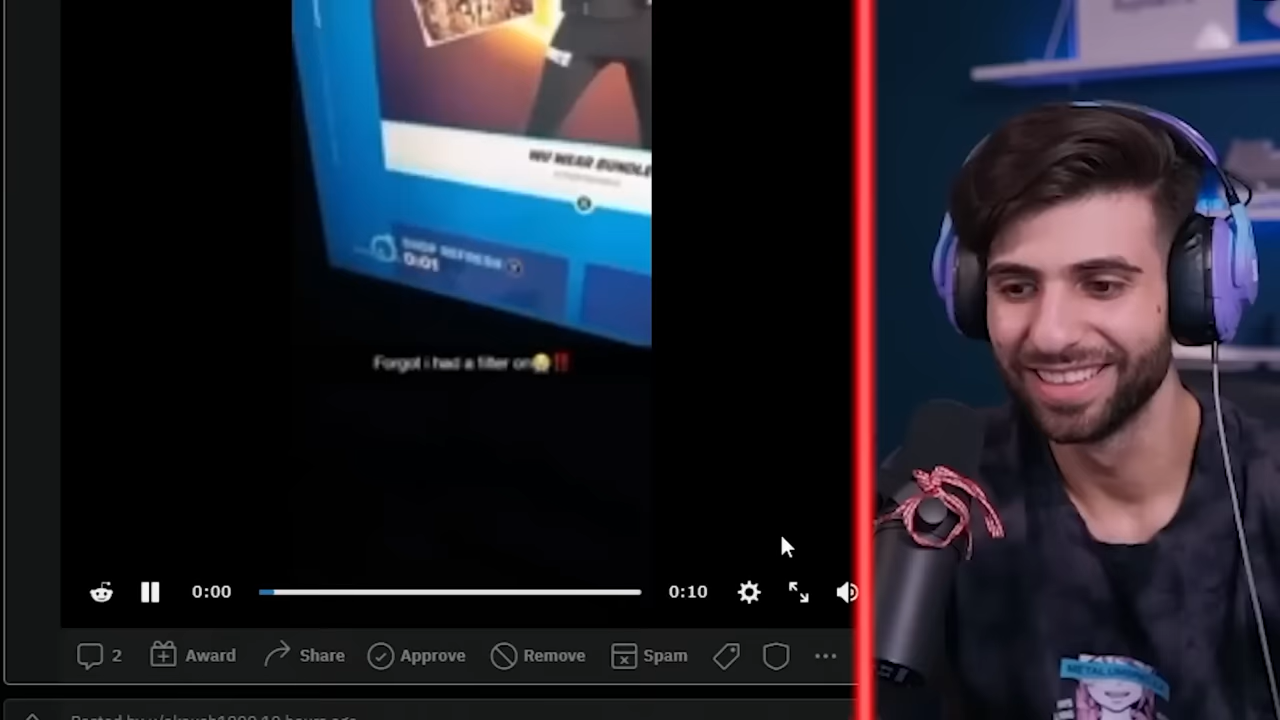 WU WEAR BUNDLE
SHOP REFRESH
0:01
Forgot i had a filter on😭‼️
0:00
0:10
2 Award Share Approve Remove Spam